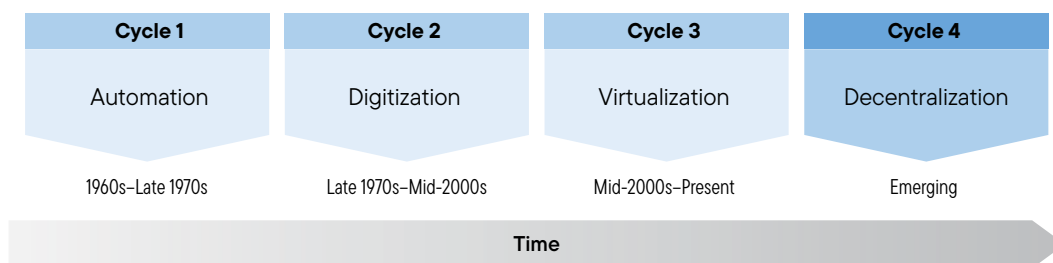 Cycle 1 Cycle 2 Cycle 3 Cycle 4
Automation Digitization Virtualization Decentralization
1960s–Late 1970s Late 1970s–Mid-2000s Mid-2000s–Present Emerging
Time